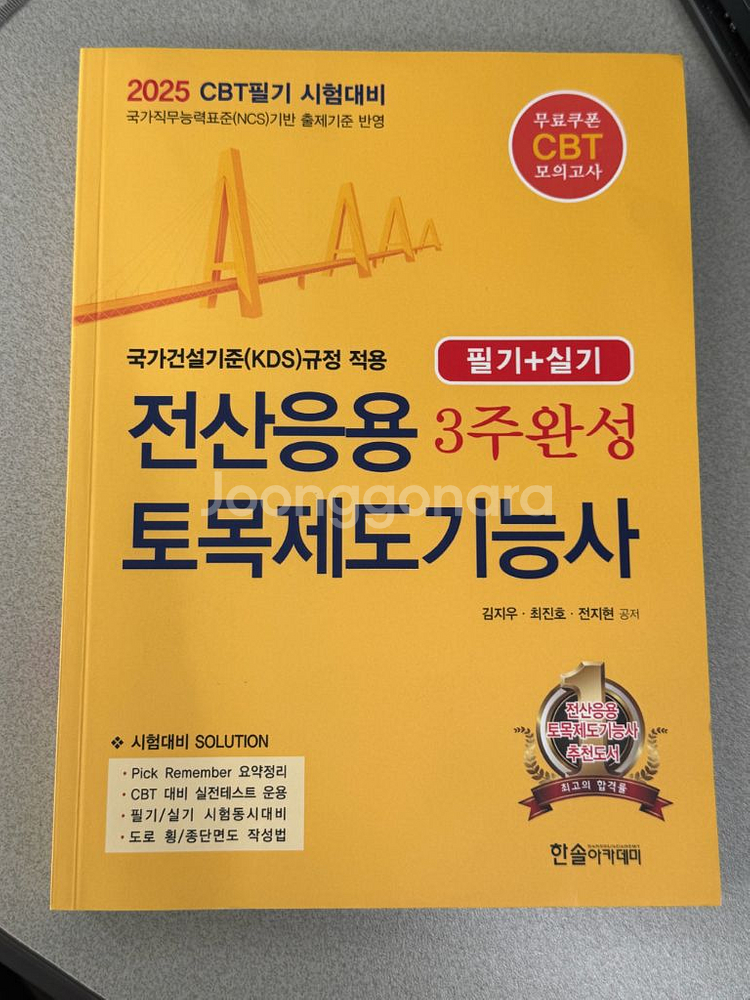 2025 CBT필기 시험대비
국가직무능력표준(NCS)기반 출제기준 반영
무료쿠폰
CBT
모의고사
국가건설기준(KDS)규정 적용
필기+실기
전산응용 3주완성
Joonggonara
토목제도기능사
김지우 · 최진호 · 전지현 공저
1
전산응용
토목제도기능사
추천도서
최고의 합격률
❖ 시험대비 SOLUTION
· Pick Remember 요약정리
· CBT 대비 실전테스트 운용
· 필기/실기 시험동시대비
· 도로 횡/종단면도 작성법
한솔아카데미